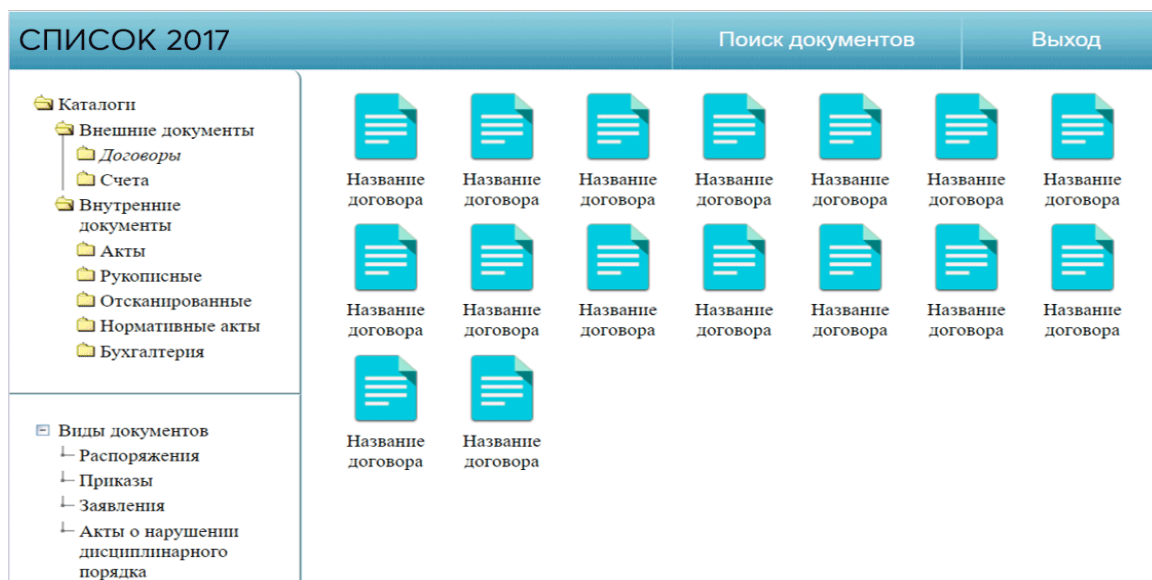 СПИСОК 2017
Поиск документов
Выход
Каталоги
Внешние документы
Договоры
Счета
Внутренние
документы
Акты
Рукописные
Отсканированные
Нормативные акты
Бухгалтерия
Виды документов
Распоряжения
Приказы
Заявления
Акты о нарушении
дисциплинарного
порядка
Название Название Название Название Название Название Название
договора договора договора договора договора договора договора
Название Название Название Название Название Название Название
договора договора договора договора договора договора договора
Название Название
договора договора